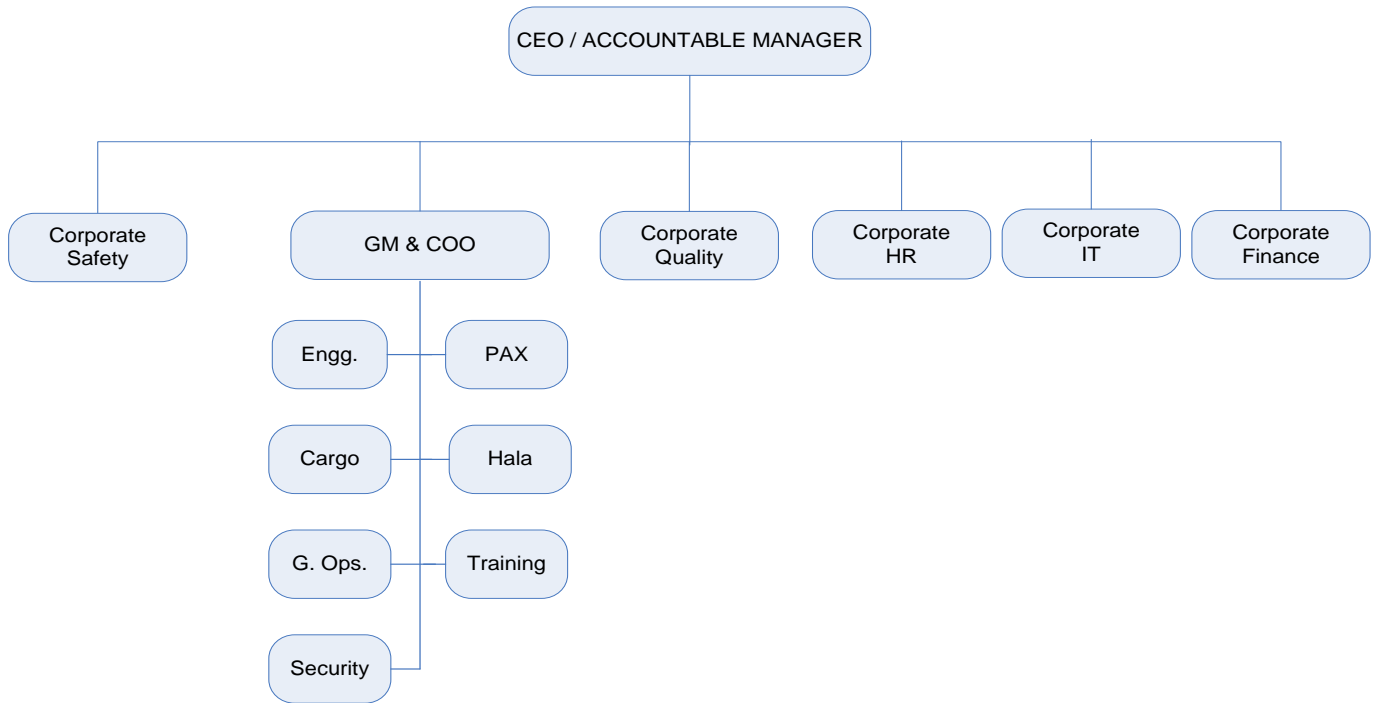 CEO / ACCOUNTABLE MANAGER
Corporate
Safety
GM & COO
Corporate
Quality
Corporate
HR
Corporate
IT
Corporate
Finance
Engg.
PAX
Cargo
Hala
G. Ops.
Training
Security